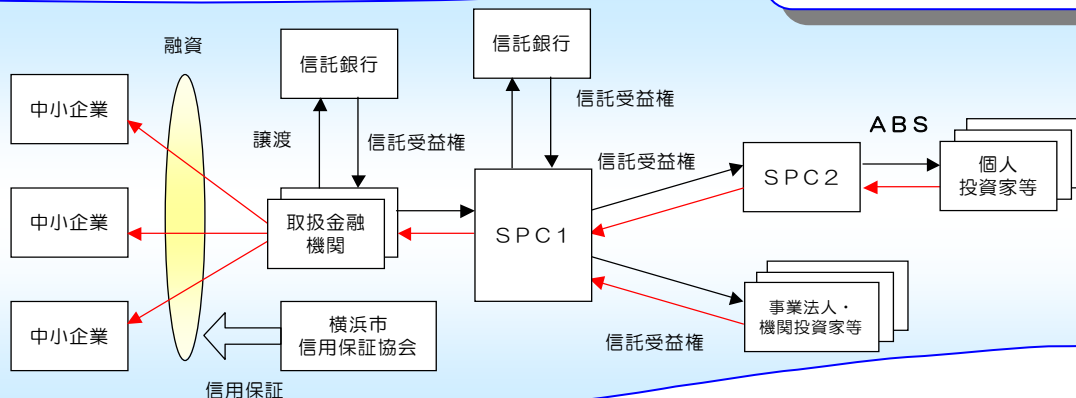 融資
信託銀行
信託銀行
中小企業
譲渡
信託受益権
信託受益権
ＡＢＳ
信託受益権
中小企業
取扱金融
機関
ＳＰＣ１
ＳＰＣ２
個人
投資家等
中小企業
横浜市
信用保証協会
事業法人・
機関投資家等
信託受益権
信用保証